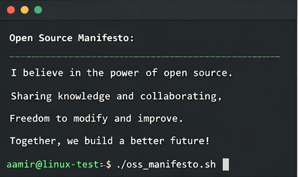 Open Source Manifesto:
I believe in the power of open source.
Sharing knowledge and collaborating,
Freedom to modify and improve.
Together, we build a better future!
aamir@linux-test:$ ./oss_manifesto.sh